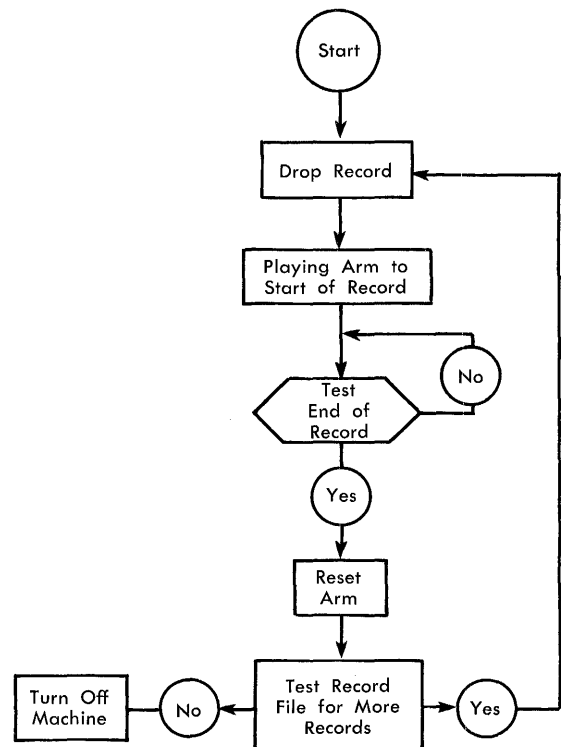 Start
Drop Record
Playing Arm to
Start of Record
No
Test
End of
Record
Yes
Reset
Arm
Test Record
File for More
Records
Yes
No
Turn Off
Machine